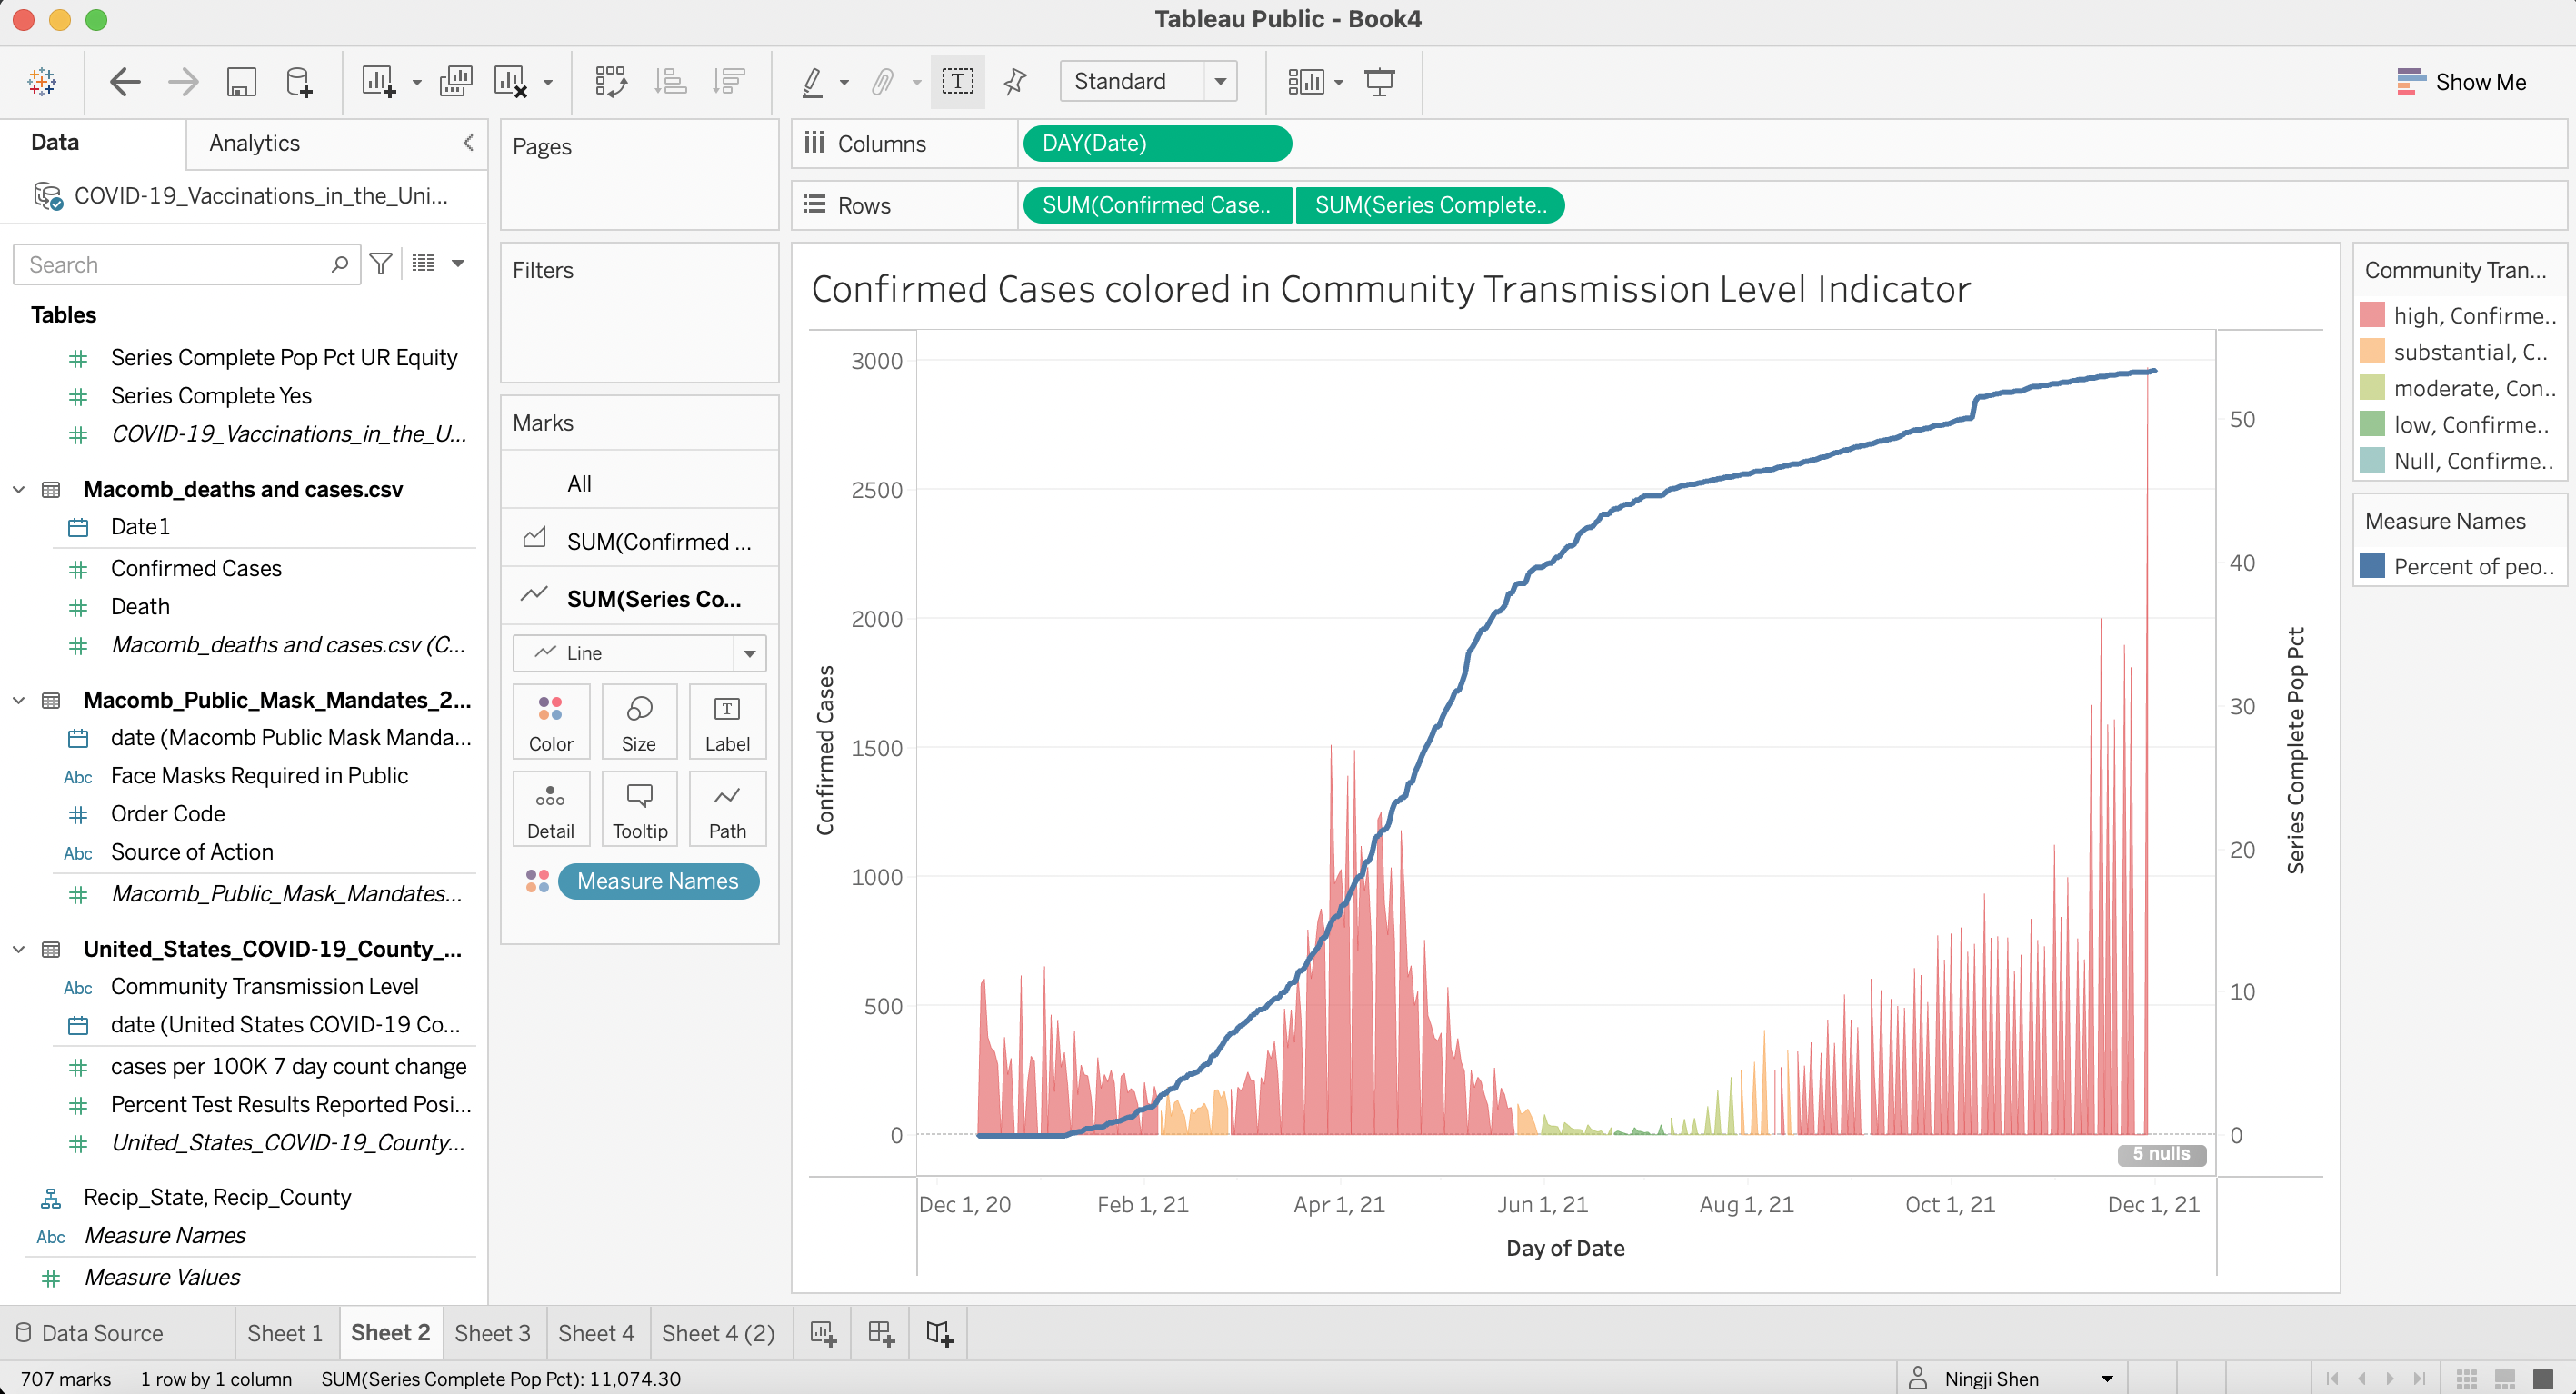 Tableau Public - Book4
Standard
Show Me
Data
Analytics
COVID-19_Vaccinations_in_the_Uni...
Search
Tables
Series Complete Pop Pct UR Equity
Series Complete Yes
COVID-19_Vaccinations_in_the_U...
Macomb_deaths and cases.csv
Date1
Confirmed Cases
Death
Macomb_deaths and cases.csv (C...
Macomb_Public_Mask_Mandates_2...
date (Macomb Public Mask Manda...
Abc Face Masks Required in Public
Order Code
Abc Source of Action
Macomb_Public_Mask_Mandates...
United_States_COVID-19_County_...
Abc Community Transmission Level
date (United States COVID-19 Co...
cases per 100K 7 day count change
Percent Test Results Reported Posi...
United_States_COVID-19_County...
Recip_State, Recip_County
Abc Measure Names
Measure Values
Pages
Filters
Marks
All
SUM(Confirmed ...
SUM(Series Co...
Line
Color
Size
T
Label
Detail
Tooltip
Path
Measure Names
Columns
DAY(Date)
Rows
SUM(Confirmed Case..
SUM(Series Complete..
Confirmed Cases colored in Community Transmission Level Indicator
3000
2500
2000
1500
1000
500
0
Confirmed Cases
50
40
30
20
10
0
Series Complete Pop Pct
5 nulls
Dec 1, 20
Feb 1, 21
Apr 1, 21
Jun 1, 21
Aug 1, 21
Oct 1, 21
Dec 1, 21
Day of Date
Community Tran...
high, Confirme..
substantial, C..
moderate, Con..
low, Confirme..
Null, Confirme..
Measure Names
Percent of peo..
Data Source
Sheet 1
Sheet 2
Sheet 3
Sheet 4
Sheet 4 (2)
707 marks
1 row by 1 column
SUM(Series Complete Pop Pct): 11,074.30
Ningji Shen